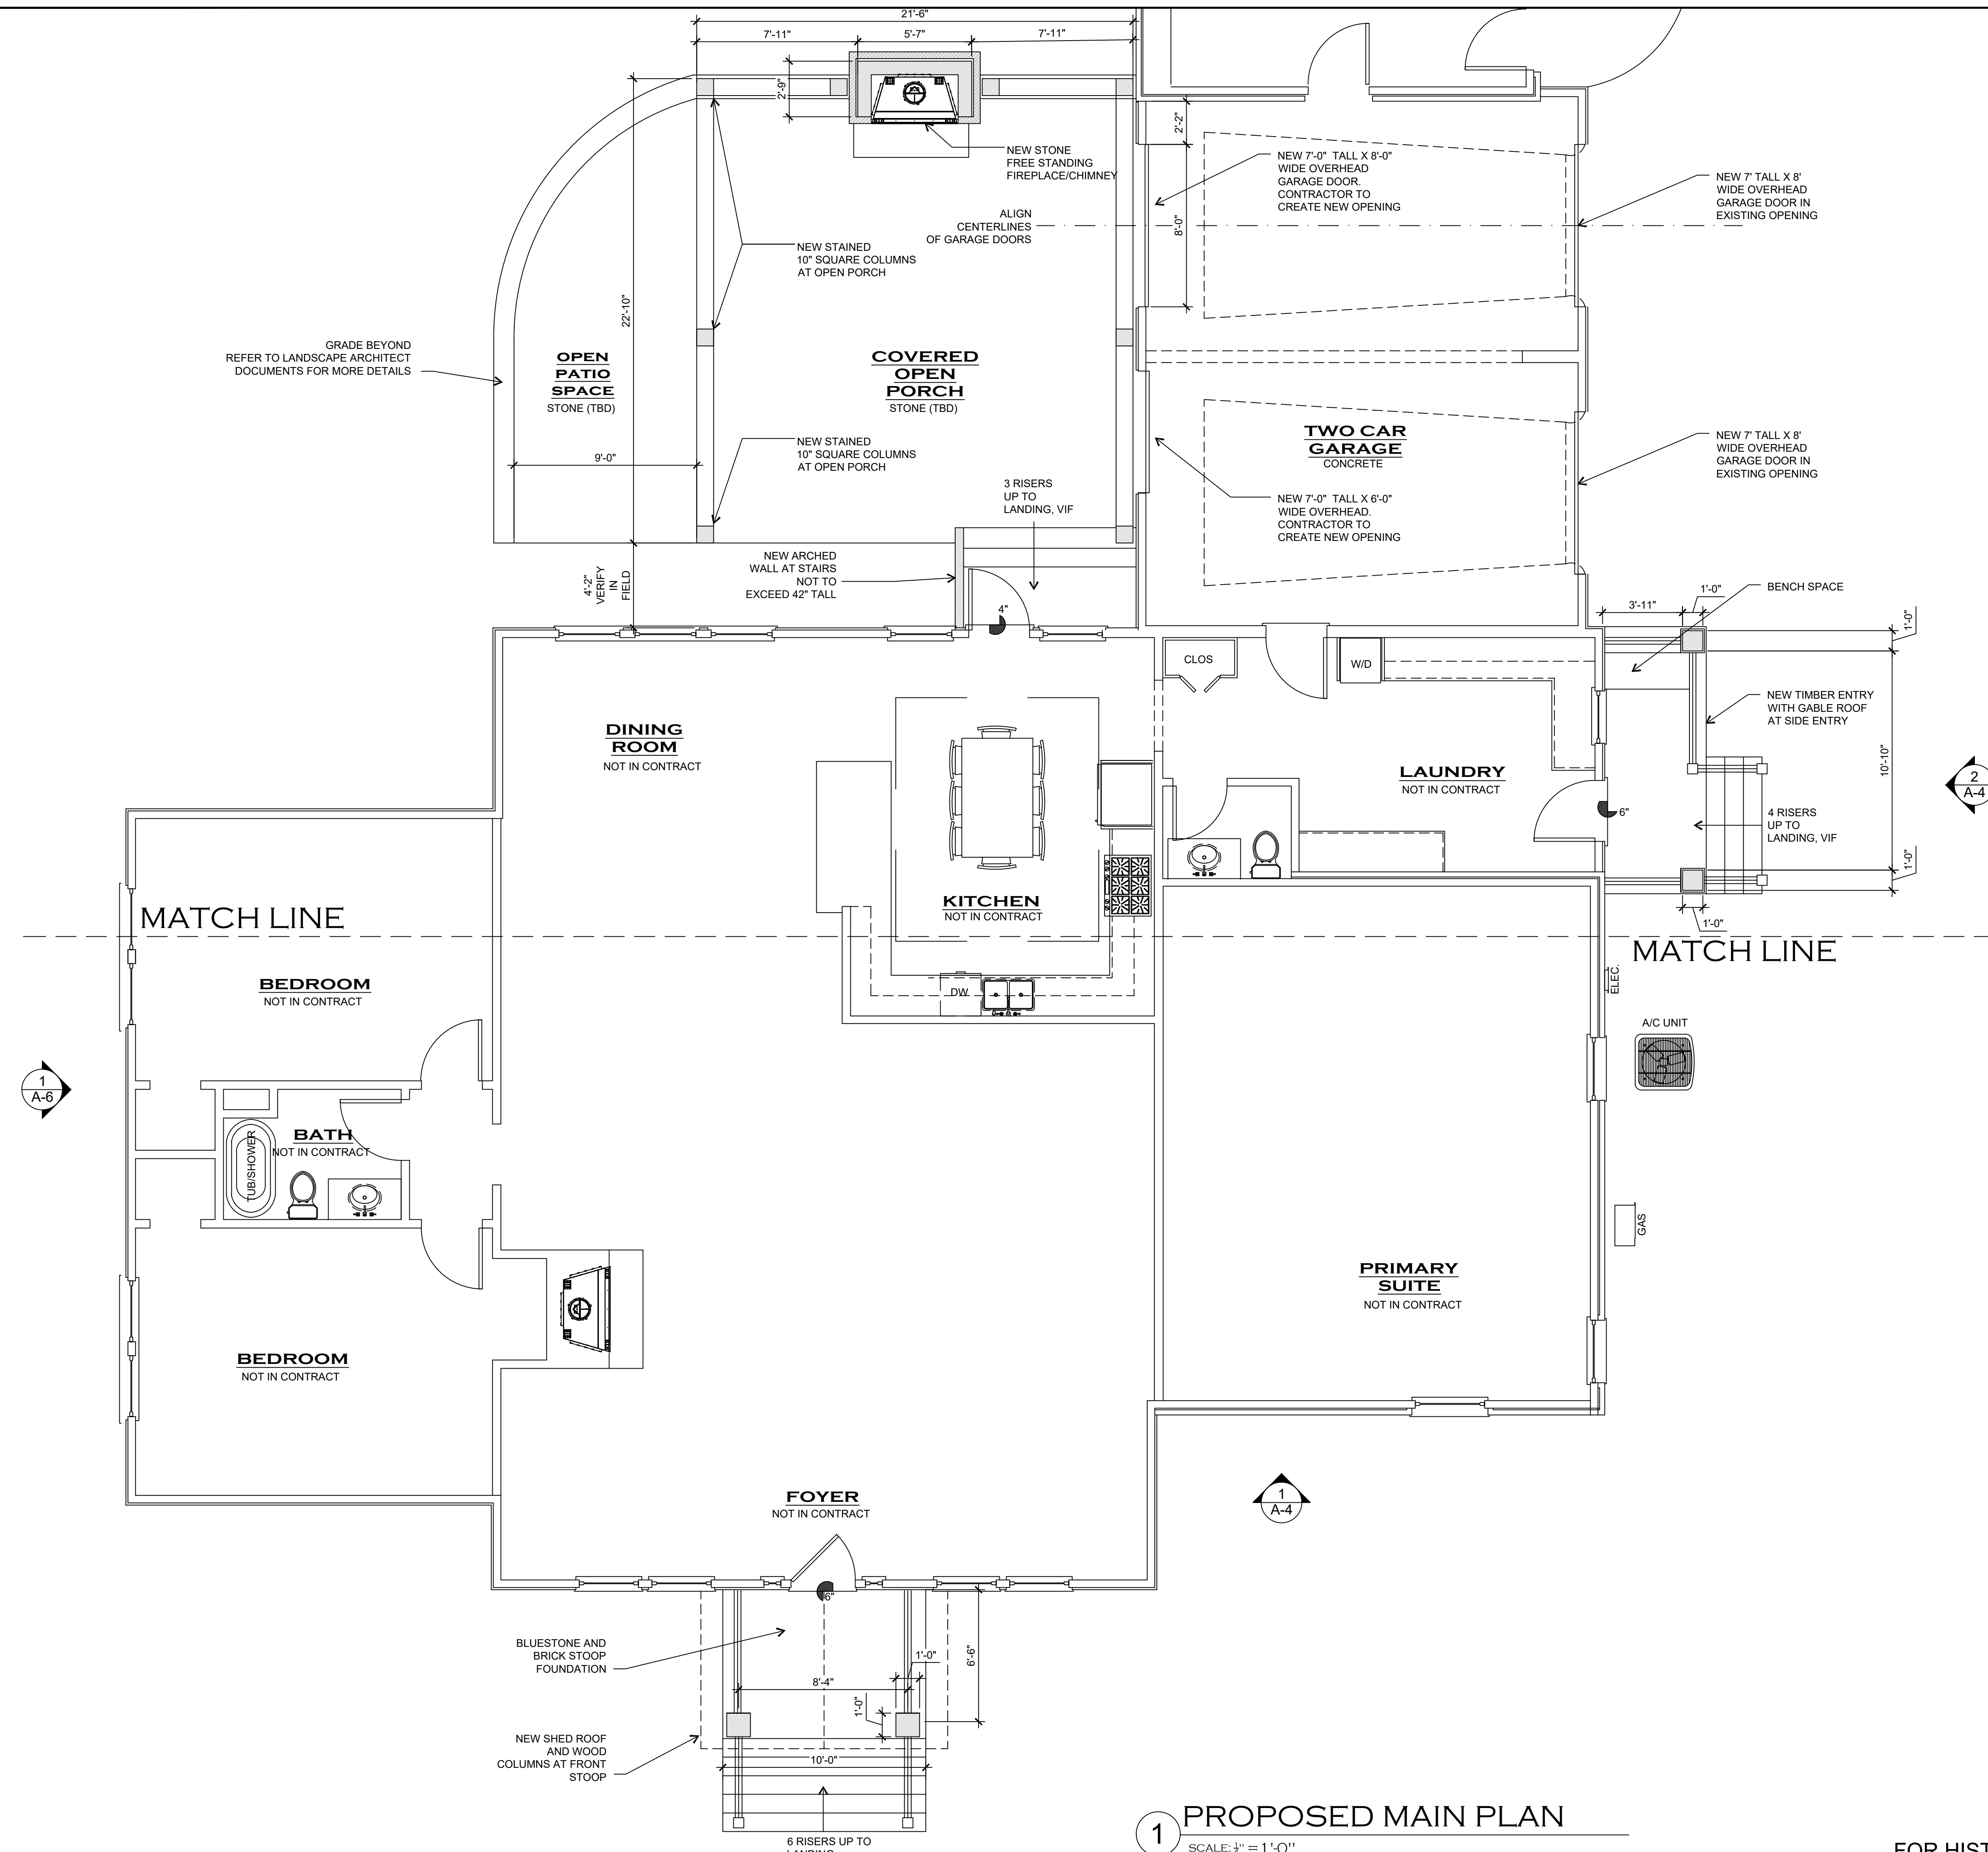 21'-6"
7'-11"
5'-7"
7'-11"
2'-9"
2'-2"
NEW STONE
FREE STANDING
FIREPLACE/CHIMNEY
NEW 7'-0" TALL X 8'-0"
WIDE OVERHEAD
GARAGE DOOR.
CONTRACTOR TO
CREATE NEW OPENING
NEW 7' TALL X 8'
WIDE OVERHEAD
GARAGE DOOR IN
EXISTING OPENING
ALIGN
CENTERLINES
OF GARAGE DOORS
8'-0"
NEW STAINED
10" SQUARE COLUMNS
AT OPEN PORCH
22'-10"
GRADE BEYOND
REFER TO LANDSCAPE ARCHITECT
DOCUMENTS FOR MORE DETAILS
OPEN
PATIO
SPACE
STONE (TBD)
COVERED
OPEN
PORCH
STONE (TBD)
TWO CAR
GARAGE
CONCRETE
NEW 7' TALL X 8'
WIDE OVERHEAD
GARAGE DOOR IN
EXISTING OPENING
9'-0"
NEW STAINED
10" SQUARE COLUMNS
AT OPEN PORCH
3 RISERS
UP TO
LANDING, VIF
NEW 7'-0" TALL X 6'-0"
WIDE OVERHEAD.
CONTRACTOR TO
CREATE NEW OPENING
4'-2"
VERIFY
IN
FIELD
NEW ARCHED
WALL AT STAIRS
NOT TO
EXCEED 42" TALL
4"
3'-11"
1'-0"
BENCH SPACE
1'-0"
CLOS
W/D
NEW TIMBER ENTRY
WITH GABLE ROOF
AT SIDE ENTRY
DINING
ROOM
NOT IN CONTRACT
LAUNDRY
NOT IN CONTRACT
10'-10"
2
A-4
6"
4 RISERS
UP TO
LANDING, VIF
1'-0"
KITCHEN
NOT IN CONTRACT
1'-0"
MATCH LINE
MATCH LINE
BEDROOM
NOT IN CONTRACT
DW
ELEC.
A/C UNIT
1
A-6
BATH
NOT IN CONTRACT
TUB/SHOWER
GAS
PRIMARY
SUITE
NOT IN CONTRACT
BEDROOM
NOT IN CONTRACT
FOYER
NOT IN CONTRACT
1
A-4
6"
BLUESTONE AND
BRICK STOOP
FOUNDATION
1'-0"
6'-6"
8'-4"
1'-0"
NEW SHED ROOF
AND WOOD
COLUMNS AT FRONT
STOOP
10'-0"
6 RISERS UP TO
1
PROPOSED MAIN PLAN
SCALE: = 1'-0"
FOR HIST